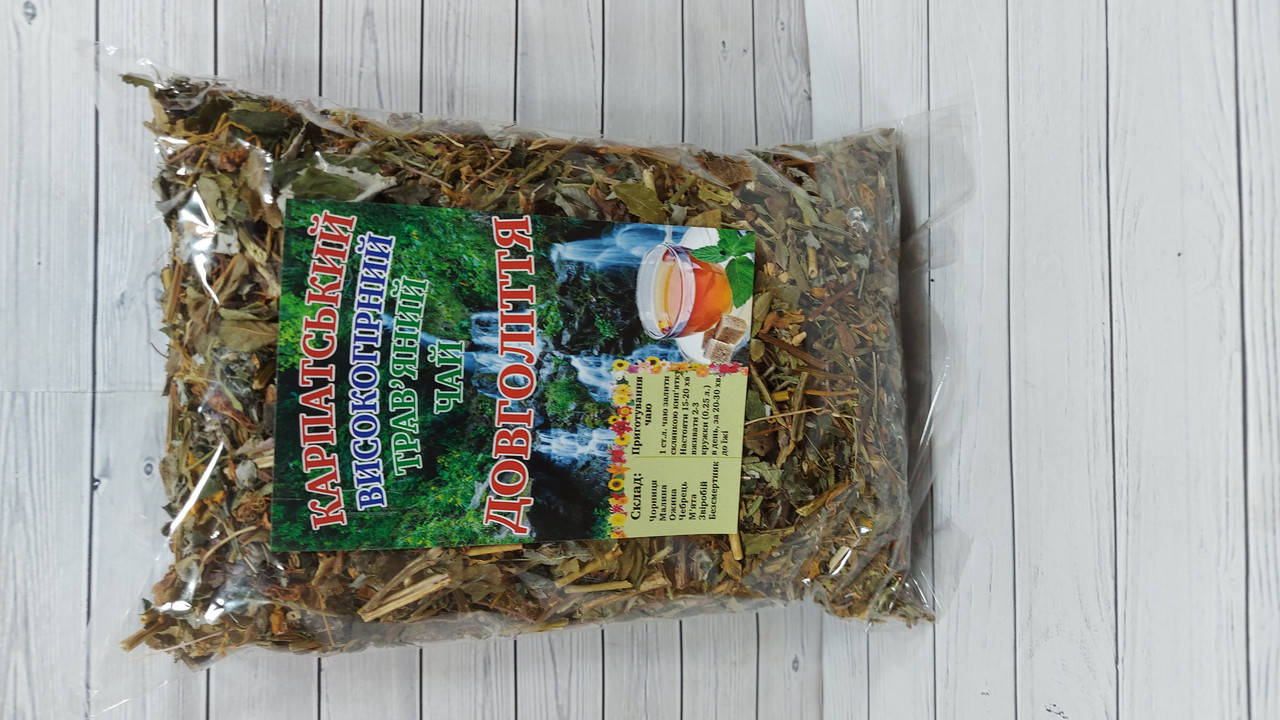 КАРПАТСЬКИЙ
ВИСОКОГІРНИЙ
ТРАВ'ЯНИЙ
ЧАЙ
ДОВГОЛІТТЯ
Склад:
Чорниця
Малина
Ожина
Чебрець
М'ята
Звіробій
Безсмертник
Приготування
чаю
1 ст.л. чаю залити
склянкою кип'ятку
Настояти 15-20 хв
вживати 2-3
кружки (0.25 л.)
в день, за 20-30 хв.
до їжі